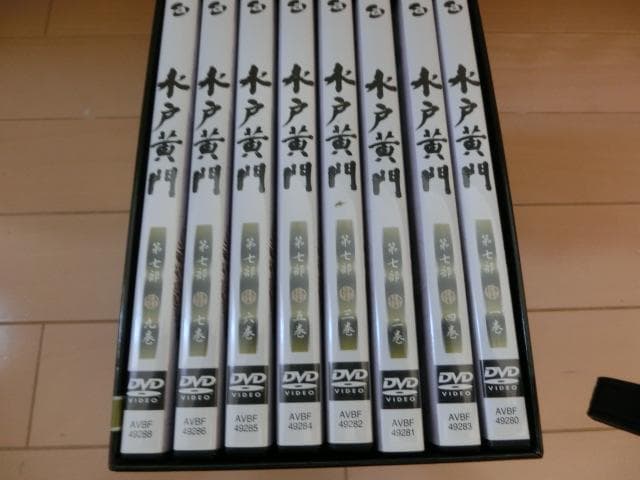 水戸黄門
第七部
九巻
DVD
VIDEO
AVBF
49288
水戸黄門
第七部
七巻
DVD
VIDEO
AVBF
49286
水戸黄門
第七部
六巻
DVD
VIDEO
AVBF
49285
水戸黄門
第七部
五巻
DVD
VIDEO
AVBF
49284
水戸黄門
第七部
三巻
DVD
VIDEO
AVBF
49282
水戸黄門
第七部
二巻
DVD
VIDEO
AVBF
49281
水戸黄門
第七部
四巻
DVD
VIDEO
AVBF
49283
水戸黄門
第七部
一巻
DVD
VIDEO
AVBF
49280